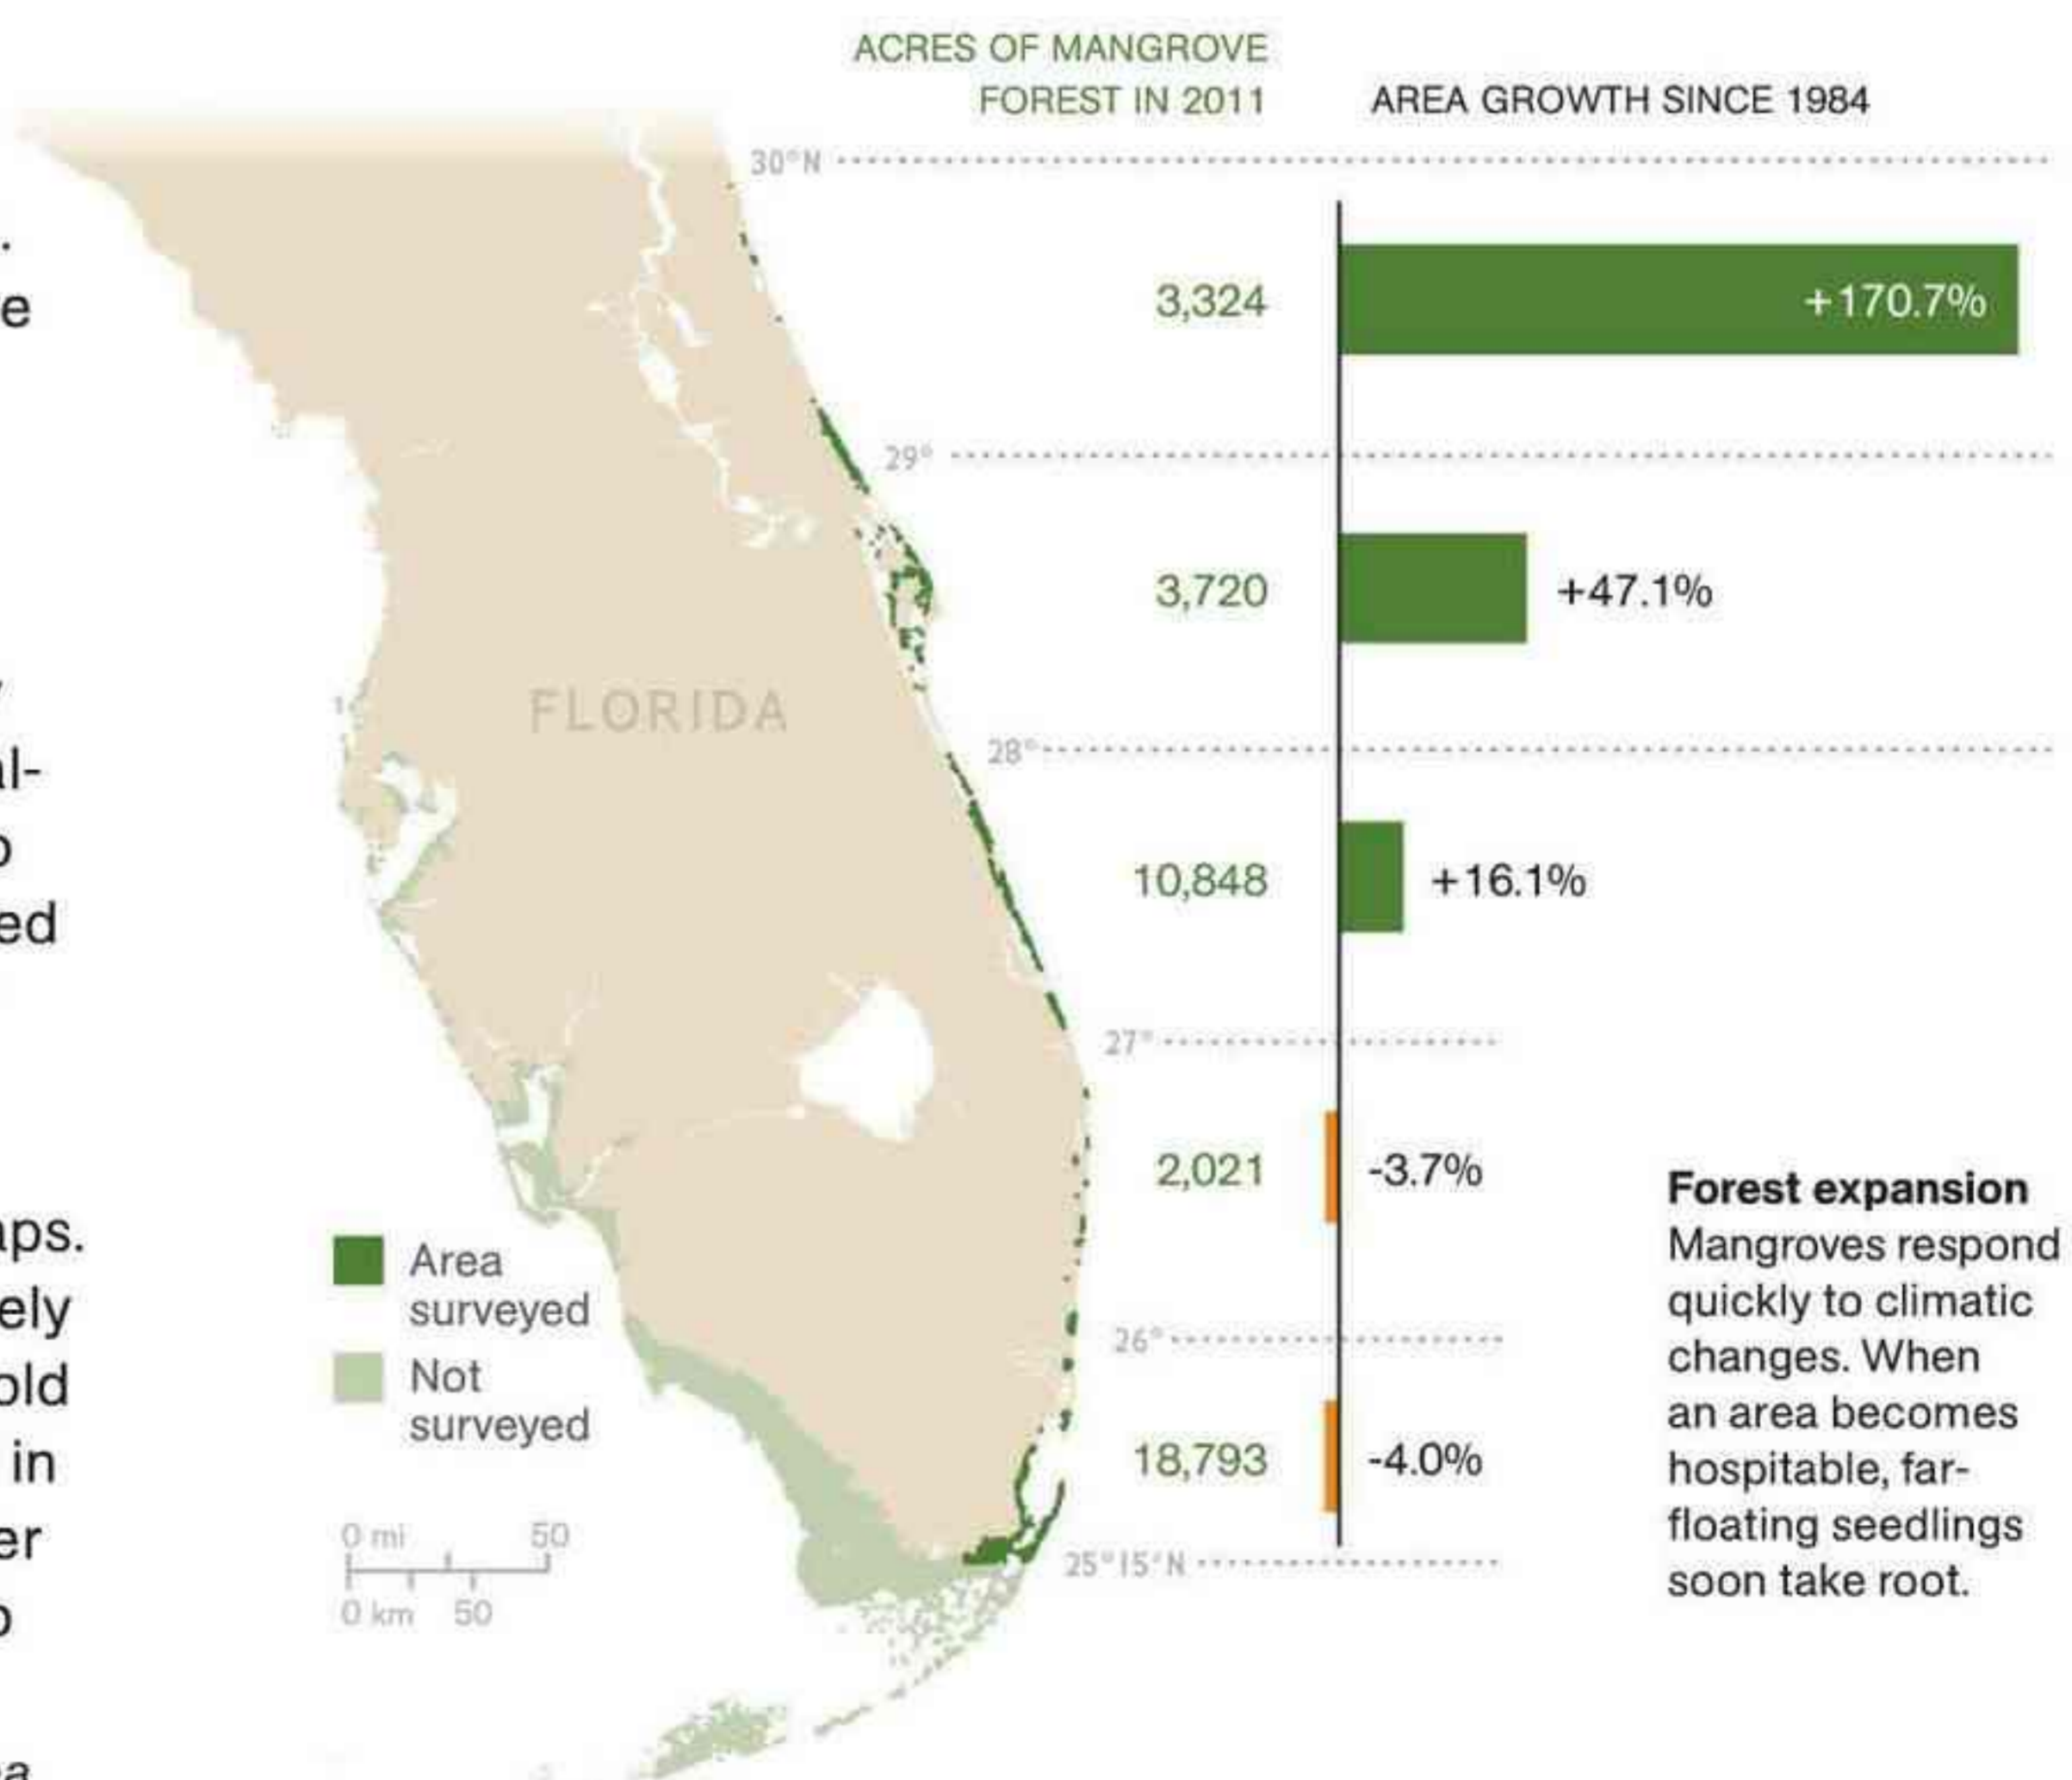 ACRES OF MANGROVE
FOREST IN 2011
AREA GROWTH SINCE 1984
30°N
3,324
+170.7%
29°
3,720
+47.1%
FLORIDA
28°
10,848
+16.1%
27°
2,021
-3.7%
26°
18,793
-4.0%
25°15'N
Area
surveyed
Not
surveyed
0 mi 50
0 km 50
Forest expansion
Mangroves respond
quickly to climatic
changes. When
an area becomes
hospitable, far-
floating seedlings
soon take root.
.
e
al-
ed
aps.
ely
old
in
er